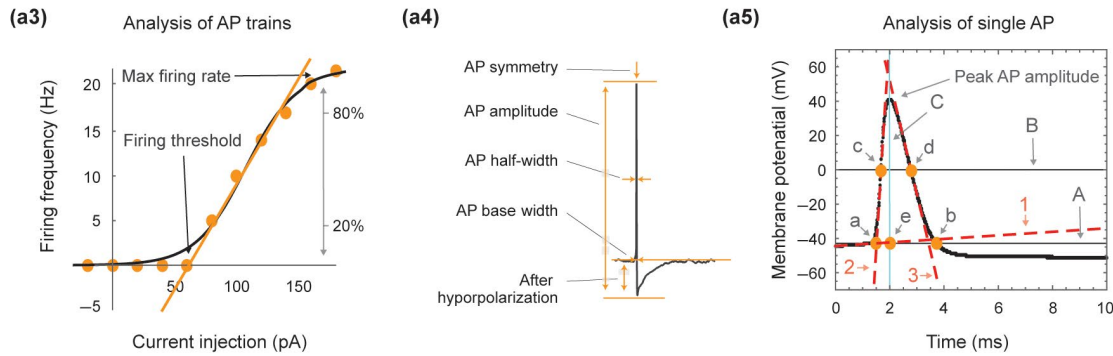 (a3)
Analysis of AP trains
Firing frequency (Hz)
20
15
10
5
0
−5
50
100
150
Max firing rate
Firing threshold
80%
20%
Current injection (pA)
(a4)
AP symmetry
AP amplitude
AP half-width
AP base width
After
hyporpolarization
(a5)
Analysis of single AP
Membrane potenatial (mV)
60
40
20
0
−20
−40
−60
0
2
4
6
8
10
Peak AP amplitude
C
B
c
d
1
A
a
e
b
2
3
Time (ms)